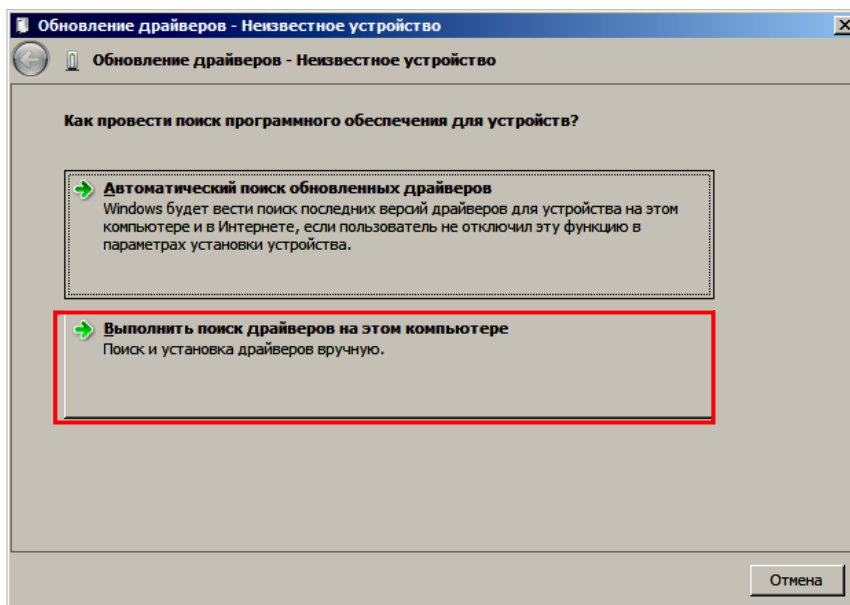 Обновление драйверов - Неизвестное устройство
Обновление драйверов - Неизвестное устройство
Как провести поиск программного обеспечения для устройств?
Автоматический поиск обновленных драйверов
Windows будет вести поиск последних версий драйверов для устройства на этом
компьютере и в Интернете, если пользователь не отключил эту функцию в
параметрах установки устройства.
Выполнить поиск драйверов на этом компьютере
Поиск и установка драйверов вручную.
Отмена